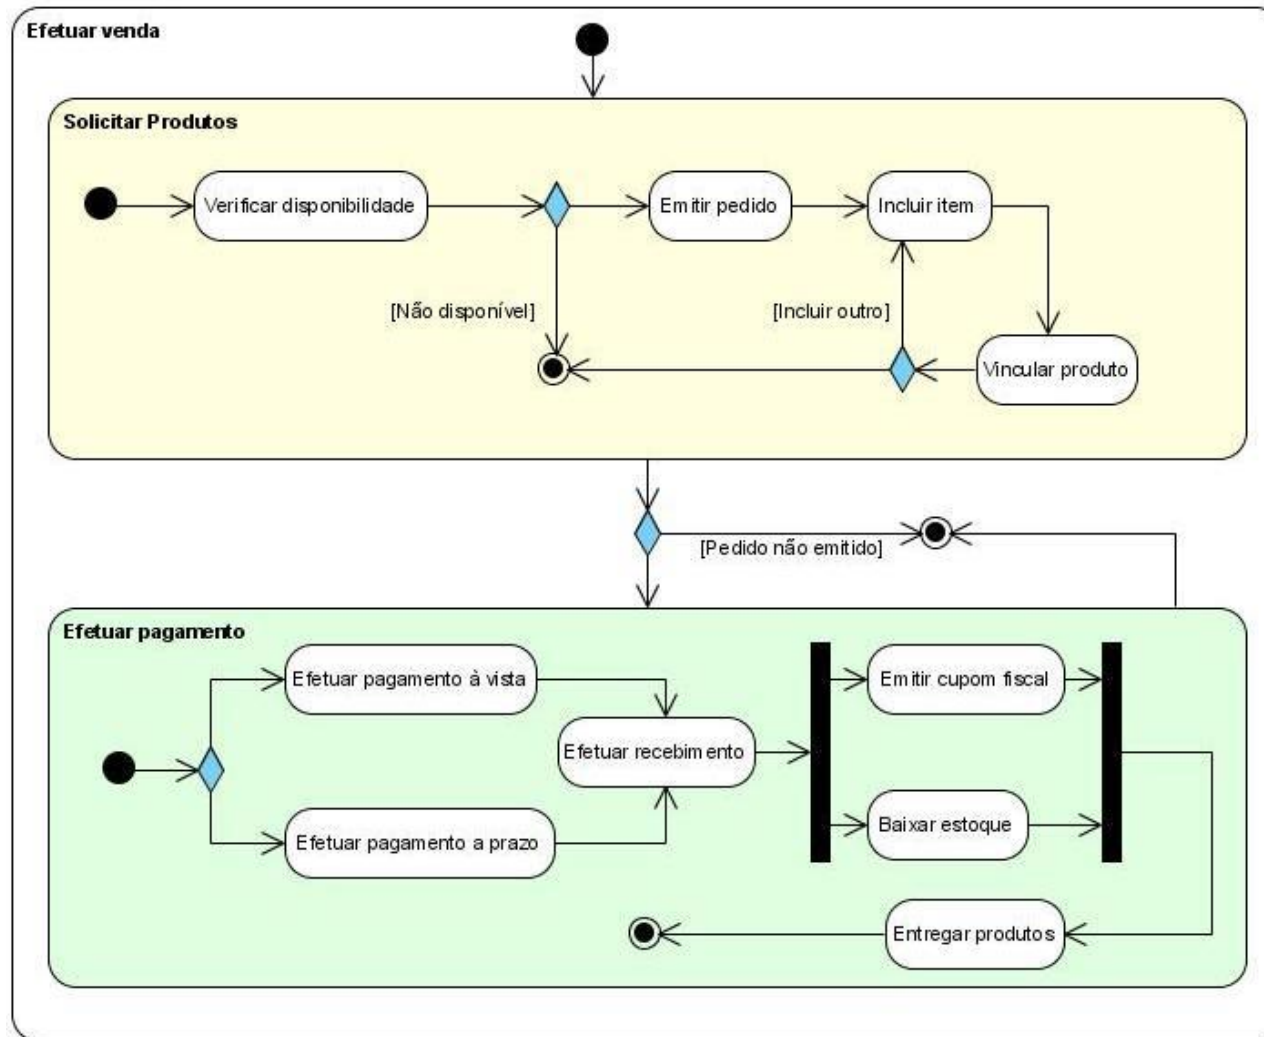 Efetuar venda
Solicitar Produtos
Verificar disponibilidade
Emitir pedido
Incluir item
[Não disponível]
[Incluir outro]
Vincular produto
[Pedido não emitido]
Efetuar pagamento
Efetuar pagamento à vista
Emitir cupom fiscal
Efetuar recebimento
Baixar estoque
Efetuar pagamento a prazo
Entregar produtos